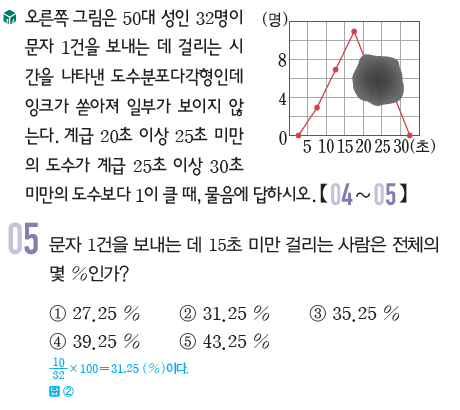 오른쪽 그림은 50대 성인 32명이
문자 1건을 보내는 데 걸리는 시
간을 나타낸 도수분포다각형인데
잉크가 쏟아져 일부가 보이지 않
는다. 계급 20초 이상 25초 미만
의 도수가 계급 25초 이상 30초
미만의 도수보다 1이 클 때, 물음에 답하시오.【04~05】
(명)
8
4
0
5 10 15 20 25 30(초)
05 문자 1건을 보내는 데 15초 미만 걸리는 사람은 전체의
몇 %인가?
① 27.25 % ② 31.25 % ③ 35.25 %
④ 39.25 % ⑤ 43.25 %
10/32 × 100 = 31.25 (%)이다.
답 ②